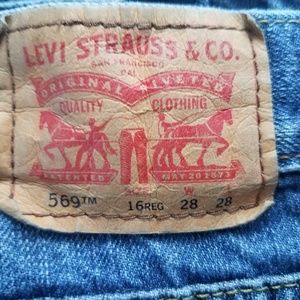 LEVI STRAUSS & CO.
SAN FRANCISCO
CAL
ORIGINAL RIVETED
QUALITY CLOTHING
PATENTED MAY 20 1873
W
569™ 16REG 28 28